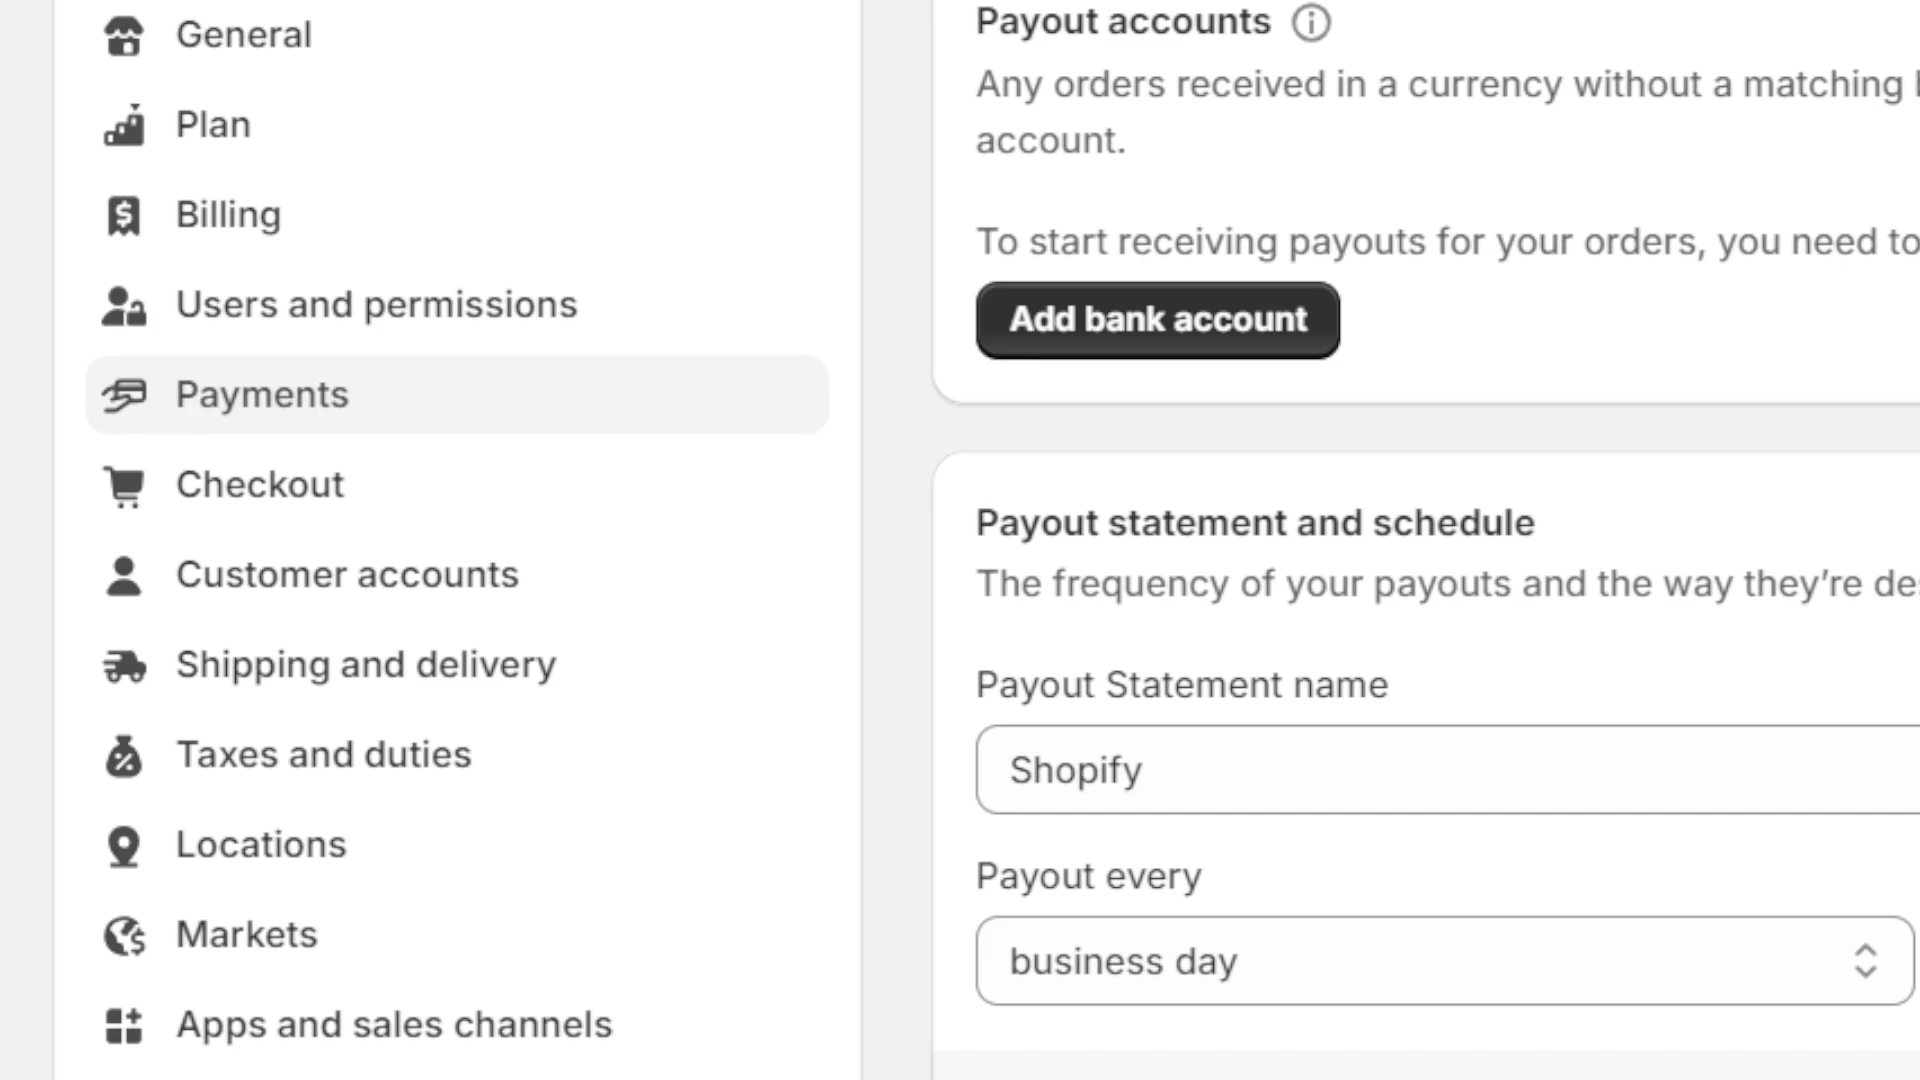 General
Plan
Billing
Users and permissions
Payments
Checkout
Customer accounts
Shipping and delivery
Taxes and duties
Locations
Markets
Apps and sales channels
Payout accounts
Any orders received in a currency without a matching
account.
To start receiving payouts for your orders, you need to
Add bank account
Payout statement and schedule
The frequency of your payouts and the way they’re
Payout Statement name
Shopify
Payout every
business day